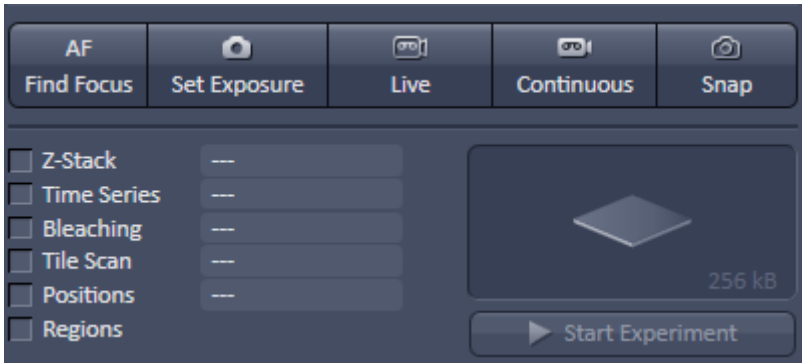 AF
Find Focus
Set Exposure
Live
Continuous
Snap
Z-Stack ---
Time Series ---
Bleaching ---
Tile Scan ---
Positions ---
Regions
256 kB
Start Experiment